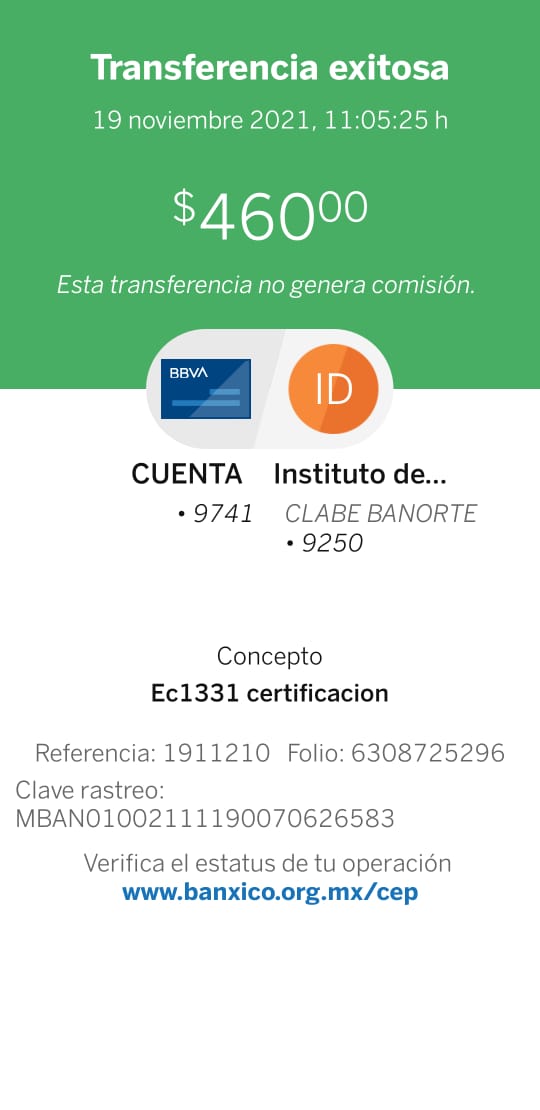 Transferencia exitosa
19 noviembre 2021, 11:05:25 h
$460⁰⁰
Esta transferencia no genera comisión.
BBVA
ID
CUENTA
• 9741
Instituto de...
CLABE BANORTE
• 9250
Concepto
Ec1331 certificacion
Referencia: 1911210 Folio: 6308725296
Clave rastreo:
MBAN01002111190070626583
Verifica el estatus de tu operación
www.banxico.org.mx/cep